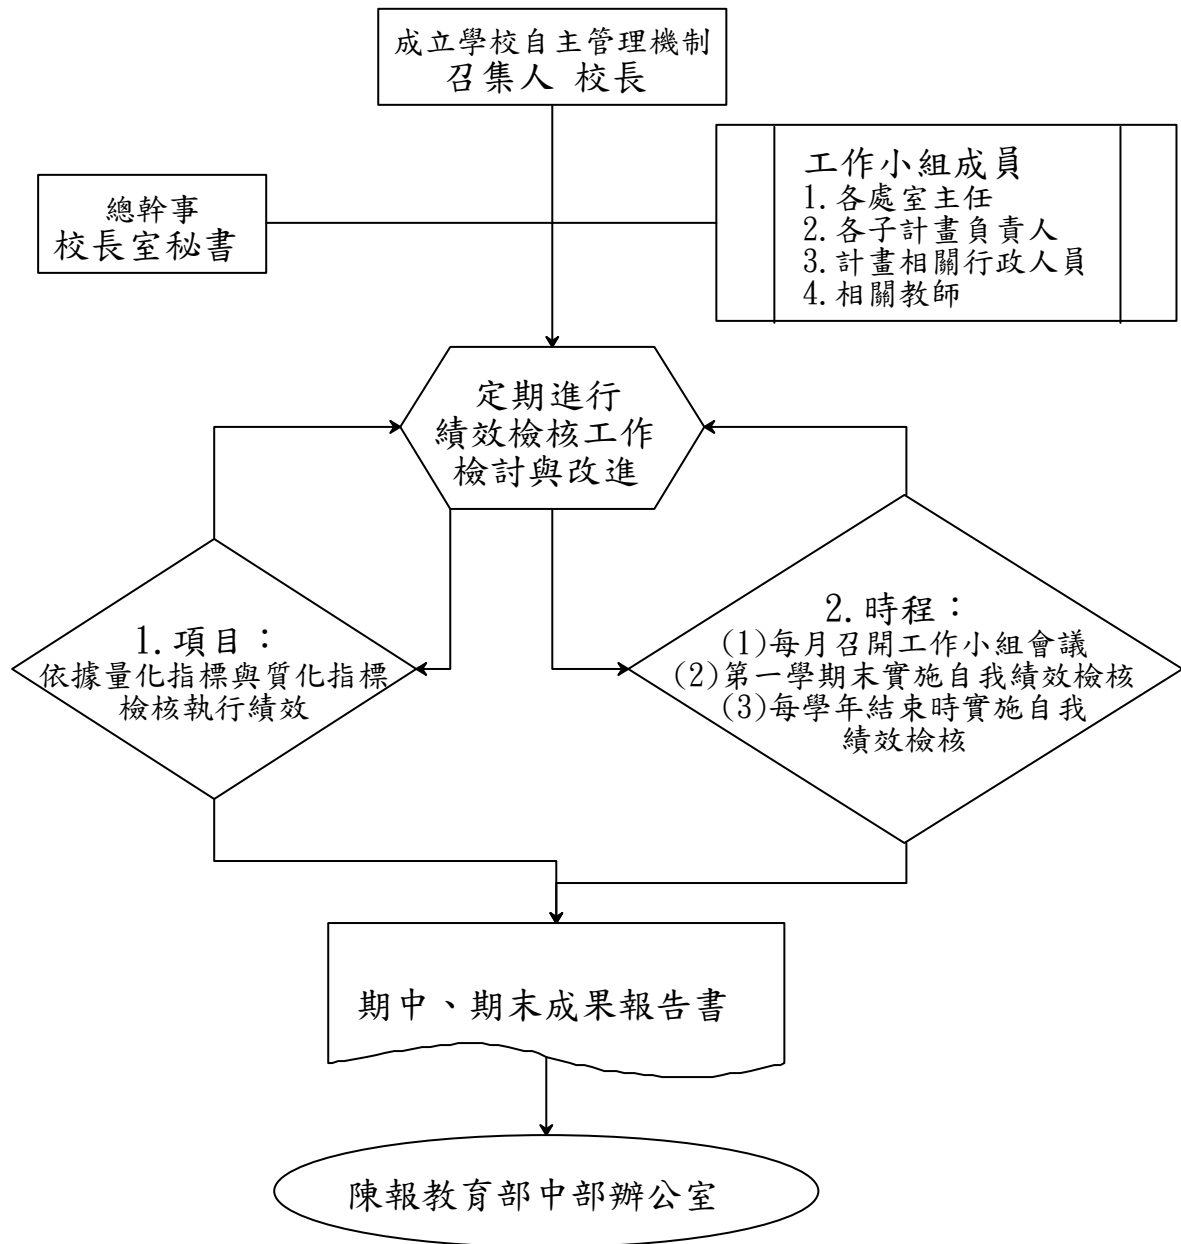 成立學校自主管理機制
召集人 校長
總幹事
校長室秘書
工作小組成員
1.各處室主任
2.各子計畫負責人
3.計畫相關行政人員
4.相關教師
定期進行
績效檢核工作
檢討與改進
1.項目：
依據量化指標與質化指標
檢核執行績效
2.時程：
(1)每月召開工作小組會議
(2)第一學期末實施自我績效檢核
(3)每學年結束時實施自我
績效檢核
期中、期末成果報告書
陳報教育部中部辦公室